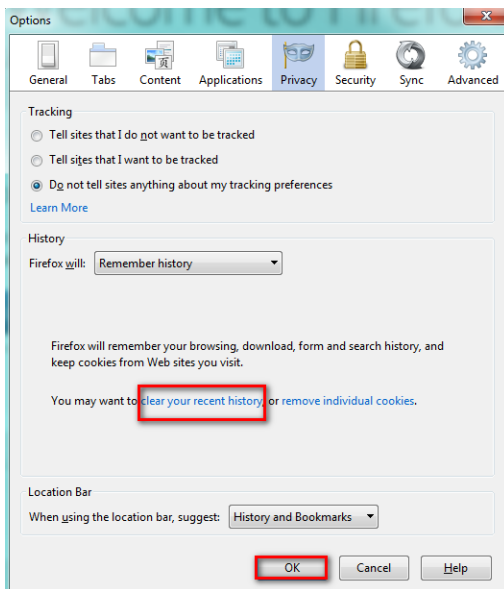 Welcome to Firefo
Options
General Tabs Content Applications Privacy Security Sync Advanced
Tracking
Tell sites that I do not want to be tracked
Tell sites that I want to be tracked
Do not tell sites anything about my tracking preferences
Learn More
History
Firefox will: Remember history
Firefox will remember your browsing, download, form and search history, and
keep cookies from Web sites you visit.
You may want to clear your recent history, or remove individual cookies.
Location Bar
When using the location bar, suggest: History and Bookmarks
OK Cancel Help